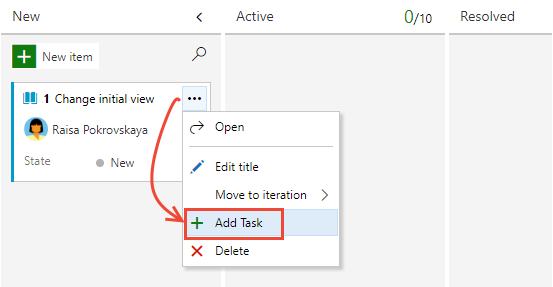 New
Active
0/10
Resolved
New item
1 Change initial view
Raisa Pokrovskaya
State
New
Open
Edit title
Move to iteration
Add Task
Delete